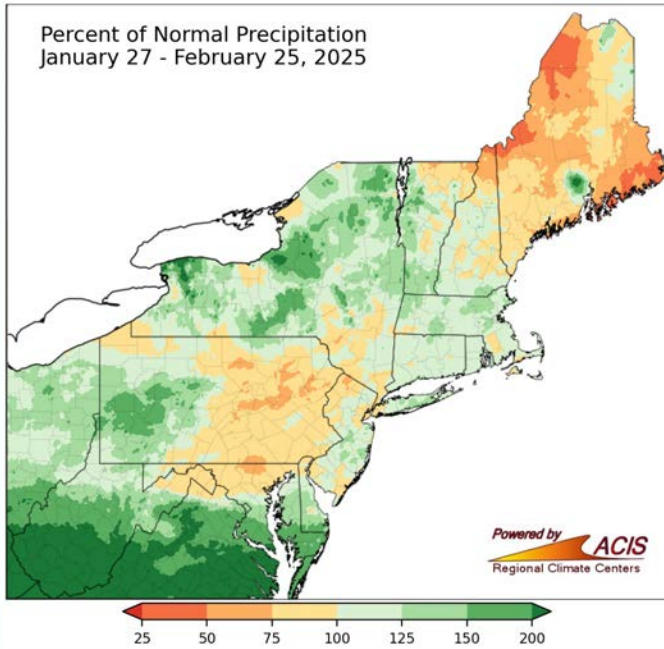 Percent of Normal Precipitation
January 27 - February 25, 2025
Powered by
ACIS
Regional Climate Centers
25 50 75 100 125 150 200